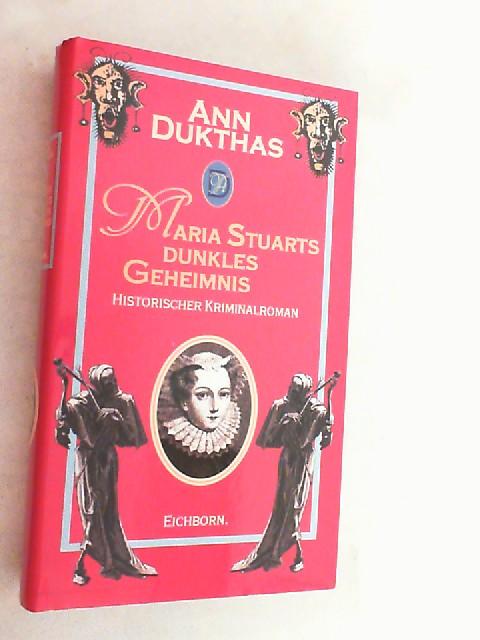 ANN
DUKTHAS
MARIA STUARTS
DUNKLES
GEHEIMNIS
HISTORISCHER KRIMINALROMAN
EICHBORN.